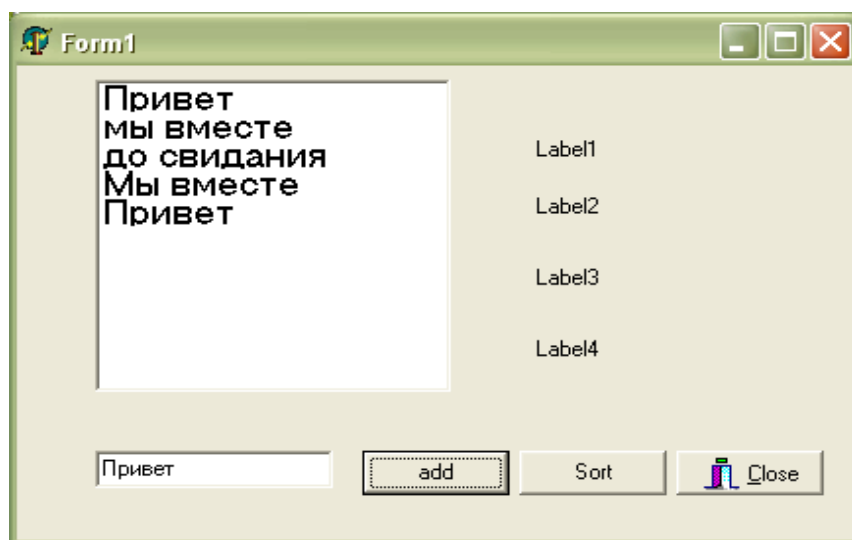 Form1
Привет
мы вместе
до свидания
Мы вместе
Привет
Label1
Label2
Label3
Label4
Привет
add
Sort
Close